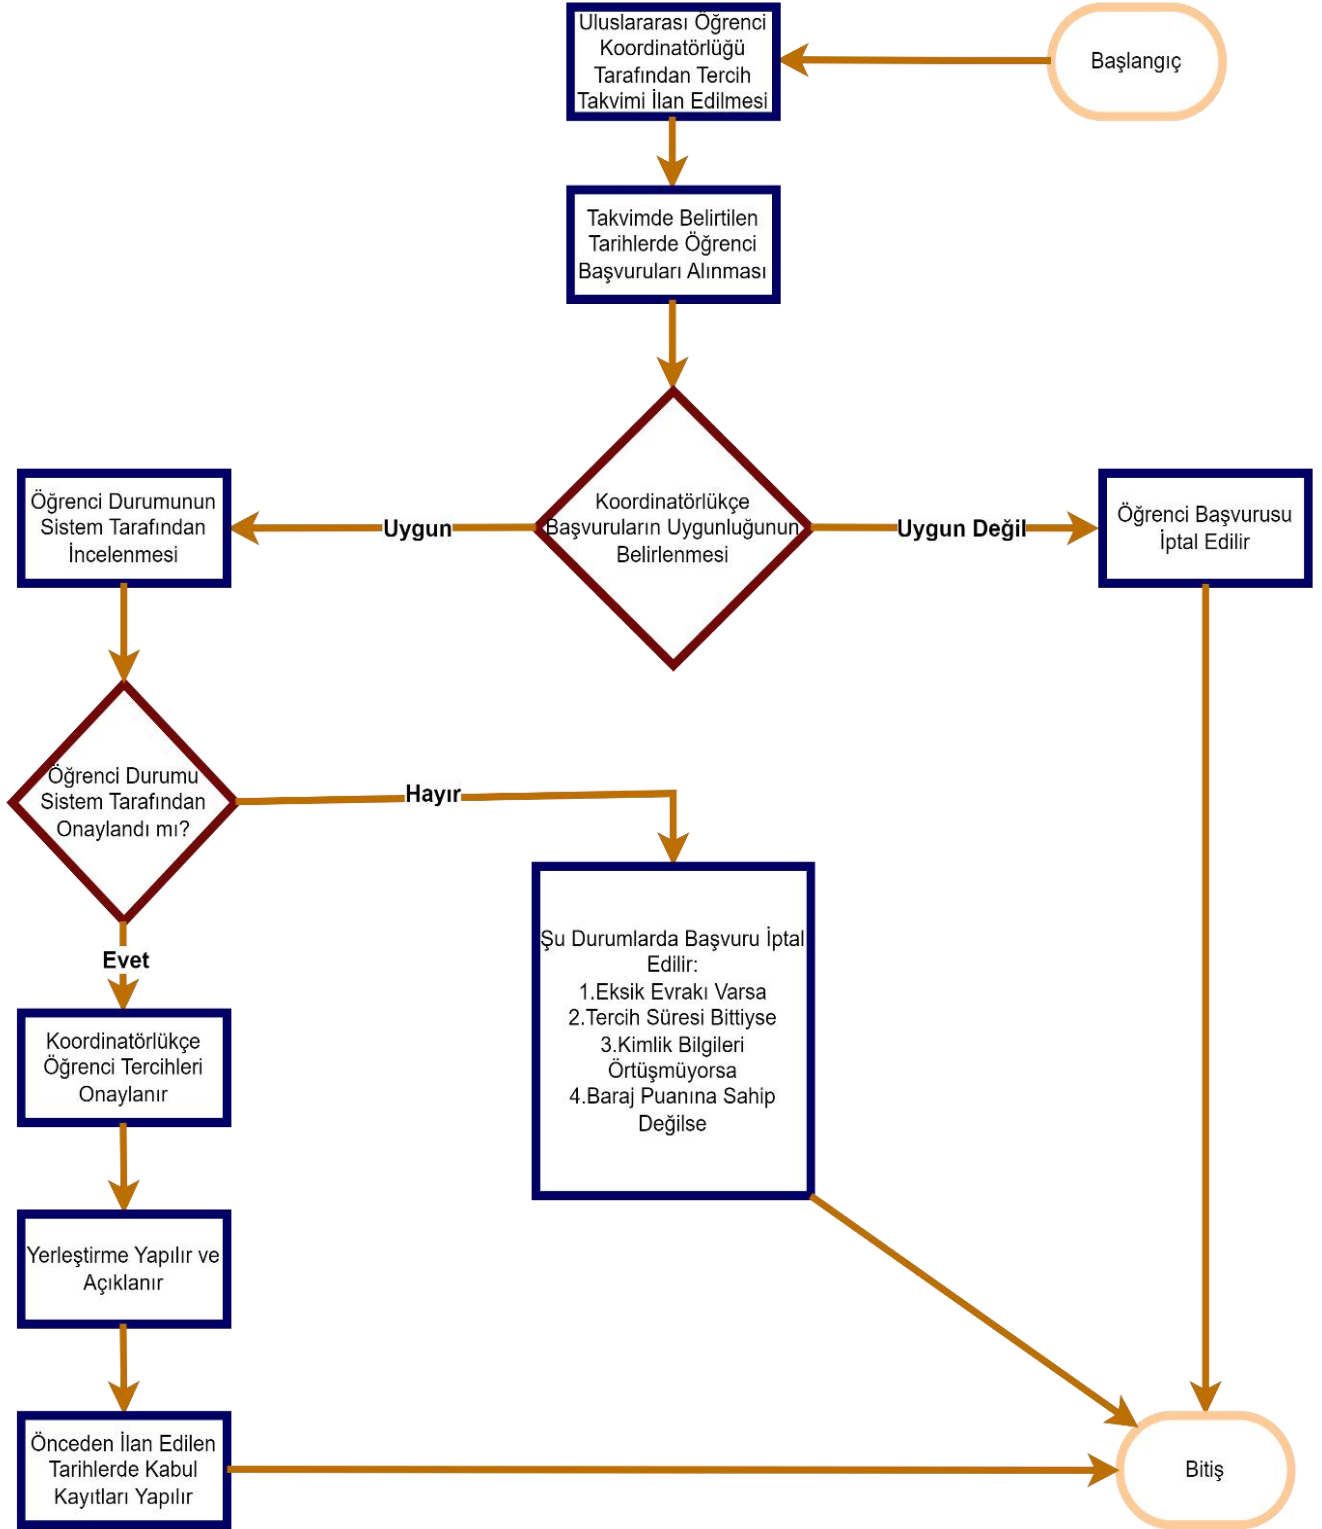 Uluslararası Öğrenci
Koordinatörlüğü
Tarafından Tercih
Takvimi İlan Edilmesi
Başlangıç
Takvimde Belirtilen
Tarihlerde Öğrenci
Başvuruları Alınması
Koordinatörlükçe
Başvuruların Uygunluğunun
Belirlenmesi
Uygun
Uygun Değil
Öğrenci Durumunun
Sistem Tarafından
İncelenmesi
Öğrenci Başvurusu
İptal Edilir
Öğrenci Durumu
Sistem Tarafından
Onaylandı mı?
Hayır
Evet
Şu Durumlarda Başvuru İptal
Edilir:
1.Eksik Evrakı Varsa
2.Tercih Süresi Bittiyse
3.Kimlik Bilgileri
Örtüşmüyorsa
4.Baraj Puanına Sahip
Değilse
Koordinatörlükçe
Öğrenci Tercihleri
Onaylanır
Yerleştirme Yapılır ve
Açıklanır
Önceden İlan Edilen
Tarihlerde Kabul
Kayıtları Yapılır
Bitiş